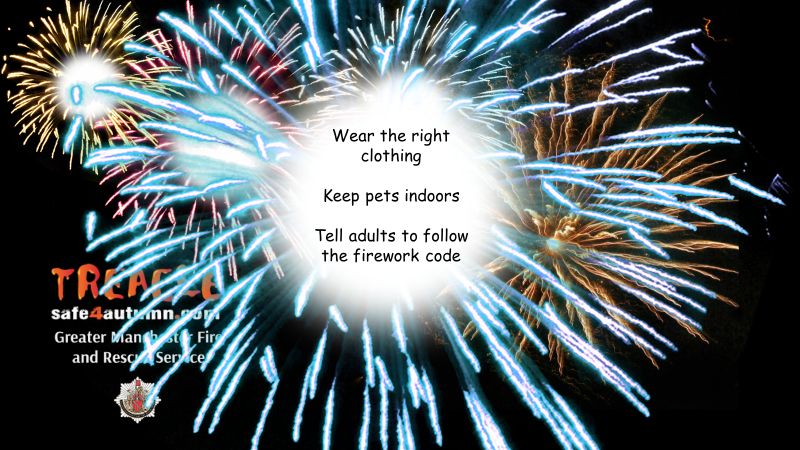 Wear the right
clothing
Keep pets indoors
Tell adults to follow
the firework code
TREACLE
safe4autumn.com
Greater Manchester Fire
and Rescue Service